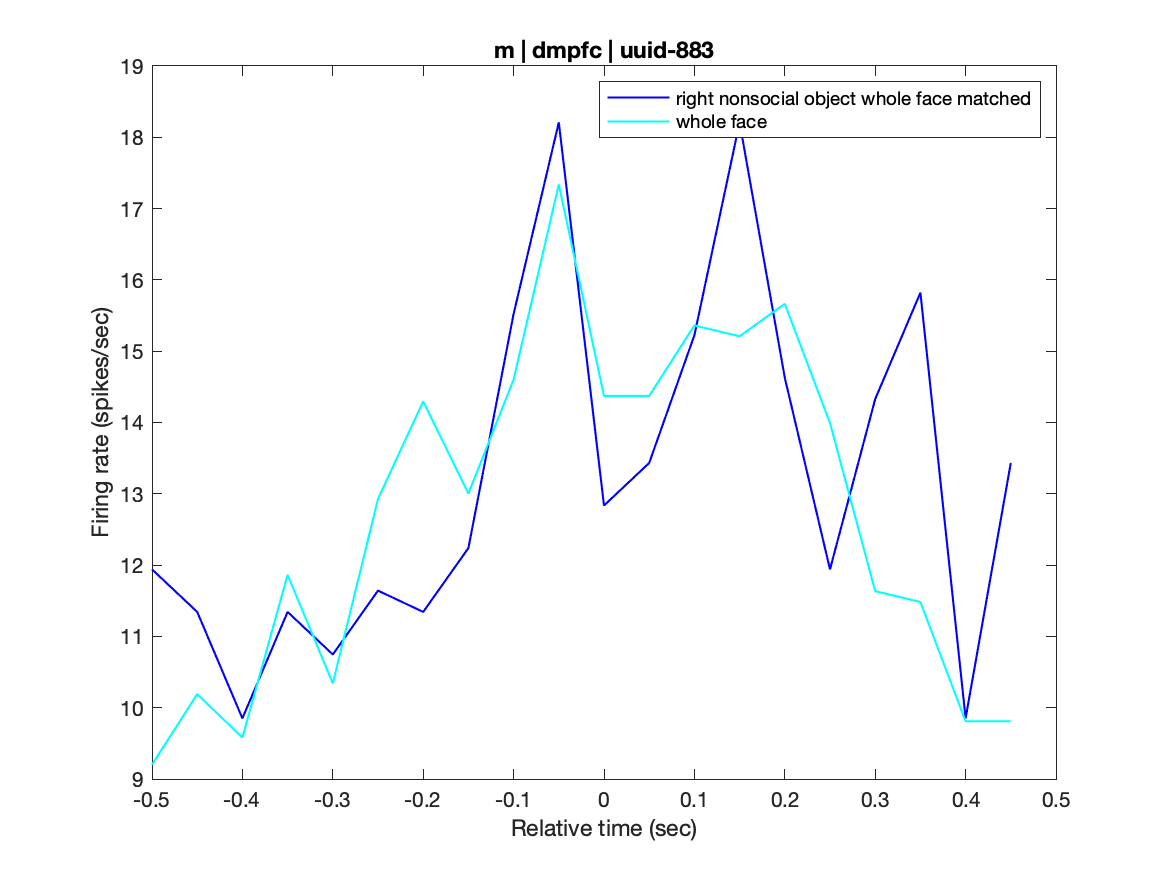 m | dmpfc | uuid-883
19
18
17
16
15
14
13
12
11
10
9
Firing rate (spikes/sec)
right nonsocial object whole face matched
whole face
-0.5 -0.4 -0.3 -0.2 -0.1 0 0.1 0.2 0.3 0.4 0.5
Relative time (sec)